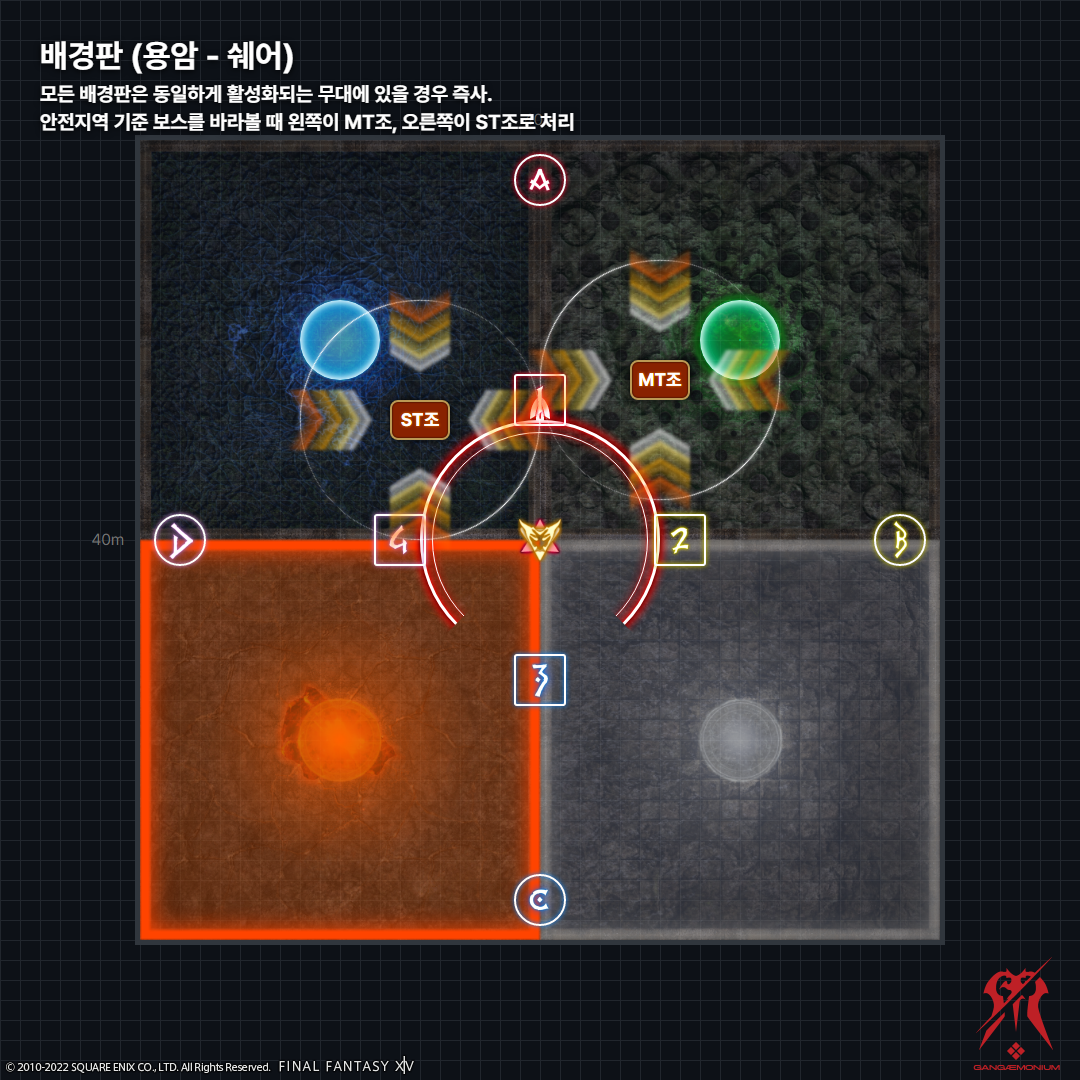 배경판 (용암 - 쉐어)
모든 배경판은 동일하게 활성화되는 무대에 있을 경우 즉사.
안전지역 기준 보스를 바라볼 때 왼쪽이 MT조, 오른쪽이 ST조로 처리
A
MT조
ST조
40m
D
4
2
B
3
C
© 2010-2022 SQUARE ENIX CO., LTD. All Rights Reserved. FINAL FANTASY XIV
GANGÆMONIUM